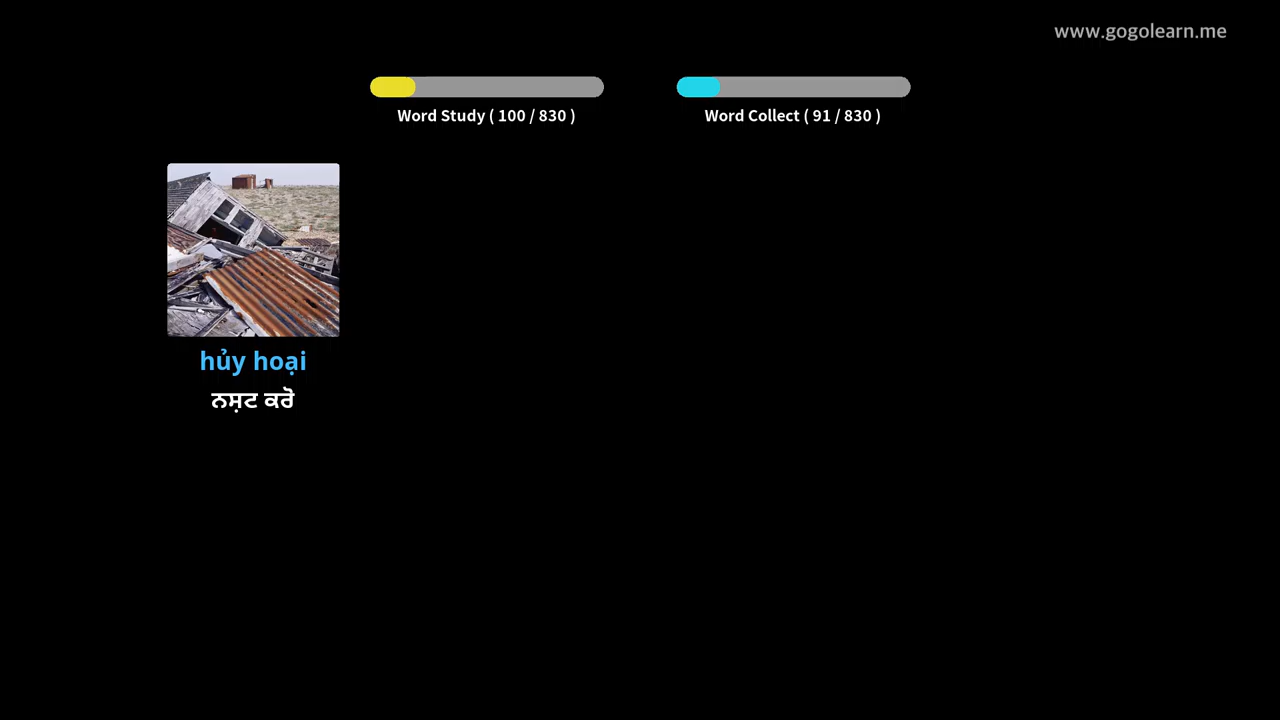 www.gogolearn.me
Word Study ( 100 / 830 )
Word Collect ( 91 / 830 )
hủy hoại
ਨਸ਼ਟ ਕਰੋ